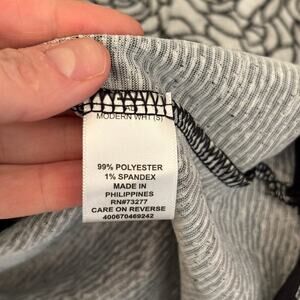 MODERN WHT (S)
99% POLYESTER
1% SPANDEX
MADE IN
PHILIPPINES
RN#73277
CARE ON REVERSE
400670469242